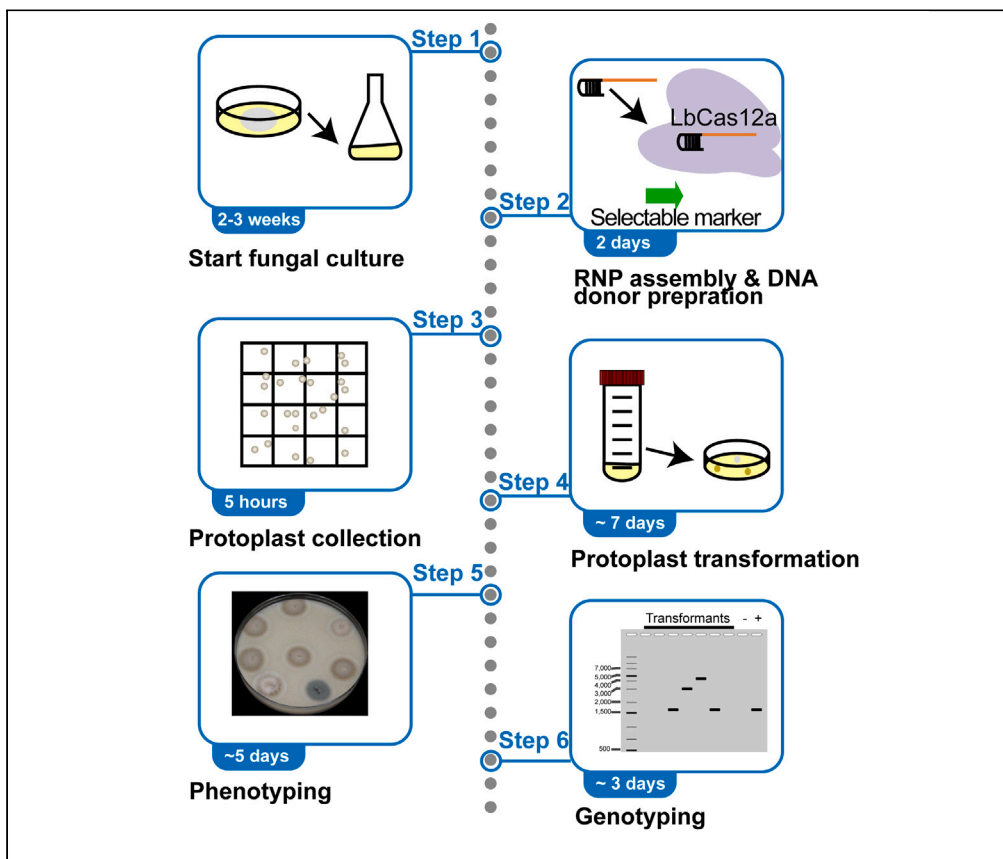 Step 1
2-3 weeks
Start fungal culture
LbCas12a
Selectable marker
Step 2
2 days
RNP assembly & DNA
donor prepration
Step 3
5 hours
Protoplast collection
Step 4
~ 7 days
Protoplast transformation
Step 5
~5 days
Phenotyping
Transformants - +
7,000
5,000
4,000
3,000
2,000
1,500
500
Step 6
~ 3 days
Genotyping